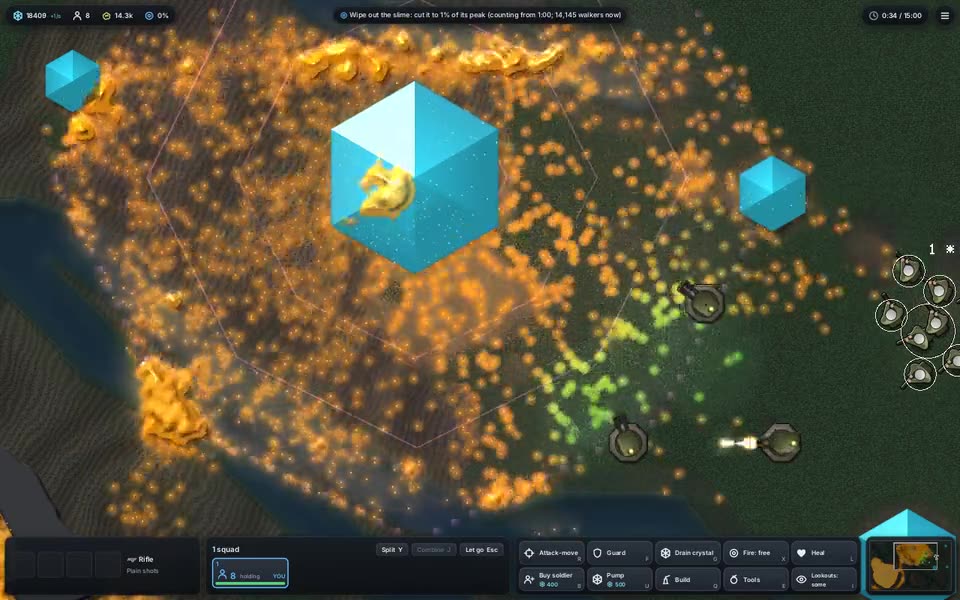 18409 +1/s 8 14.3k 0%
Wipe out the slime: cut it to 1% of its peak (counting from 1:00; 14,145 walkers now)
0:34 / 15:00
1
Rifle
Plain shots
1 squad
Split Y
Combine J
Let go Esc
1
8 holding YOU
Attack-move R
Guard F
Drain crystal G
Fire: free X
Heal L
Buy soldier
400
B
Pump
500
U
Build Q
Tools E
Lookouts:
some
I